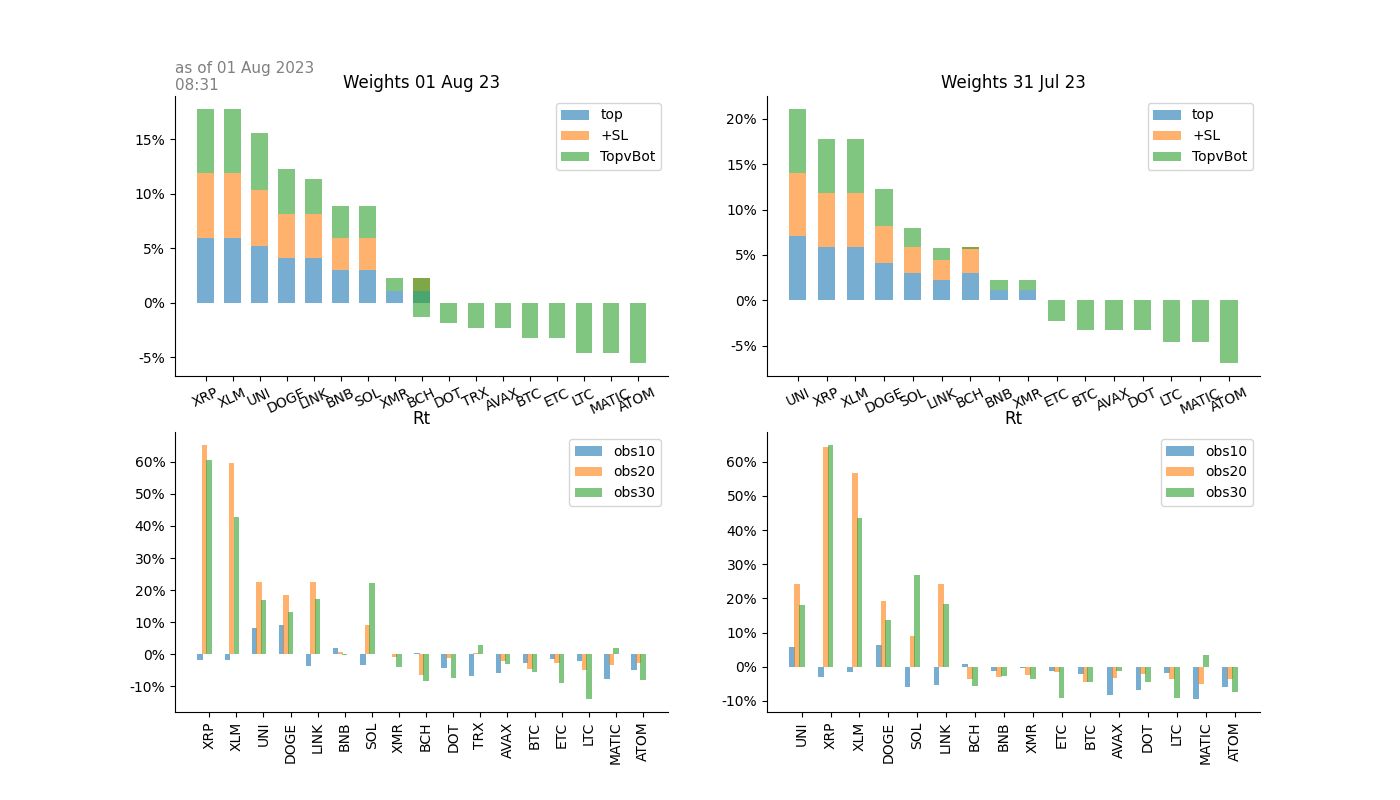 as of 01 Aug 2023
08:31
Weights 01 Aug 23
15%
10%
5%
0%
-5%
top
+SL
TopvBot
XRP XLM UNI DOGE LINK BNB SOL XMR BCH DOT TRX AVAX BTC ETC LTC MATIC ATOM
Weights 31 Jul 23
20%
15%
10%
5%
0%
-5%
top
+SL
TopvBot
UNI XRP XLM DOGE SOL LINK BCH BNB XMR ETC BTC AVAX DOT LTC MATIC ATOM
Rt
60%
50%
40%
30%
20%
10%
0%
-10%
obs10
obs20
obs30
XRP XLM UNI DOGE LINK BNB SOL XMR BCH DOT TRX AVAX BTC ETC LTC MATIC ATOM
Rt
60%
50%
40%
30%
20%
10%
0%
-10%
obs10
obs20
obs30
UNI XRP XLM DOGE SOL LINK BCH BNB XMR ETC BTC AVAX DOT LTC MATIC ATOM